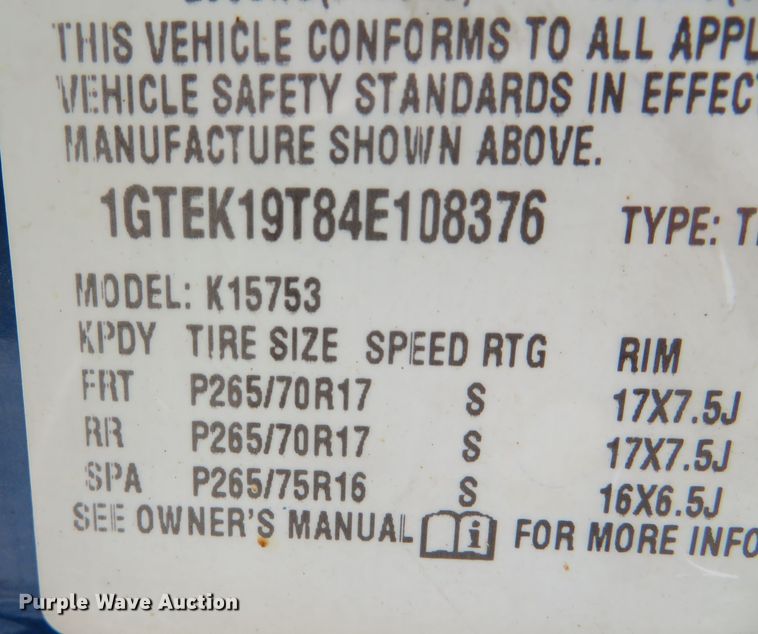 THIS VEHICLE CONFORMS TO ALL APPL
VEHICLE SAFETY STANDARDS IN EFFEC
MANUFACTURE SHOWN ABOVE.
1GTEK19T84E108376 TYPE: T
MODEL: K15753
KPDY TIRE SIZE SPEED RTG RIM
FRT P265/70R17 S 17X7.5J
RR P265/70R17 S 17X7.5J
SPA P265/75R16 S 16X6.5J
SEE OWNER'S MANUAL i FOR MORE INFO
Purple Wave Auction